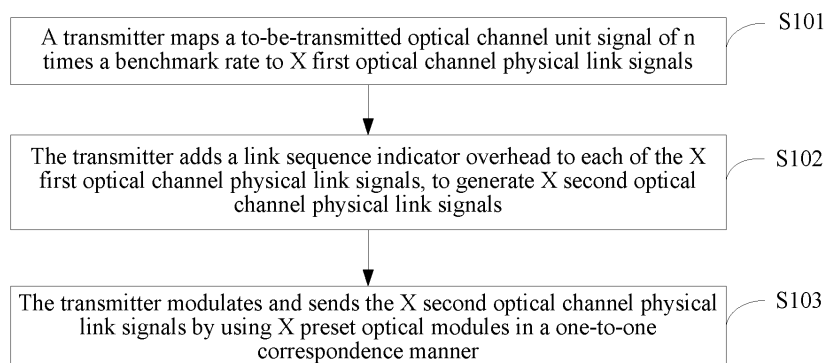 S101
A transmitter maps a to-be-transmitted optical channel unit signal of n
times a benchmark rate to X first optical channel physical link signals
S102
The transmitter adds a link sequence indicator overhead to each of the X
first optical channel physical link signals, to generate X second optical
channel physical link signals
S103
The transmitter modulates and sends the X second optical channel physical
link signals by using X preset optical modules in a one-to-one
correspondence manner